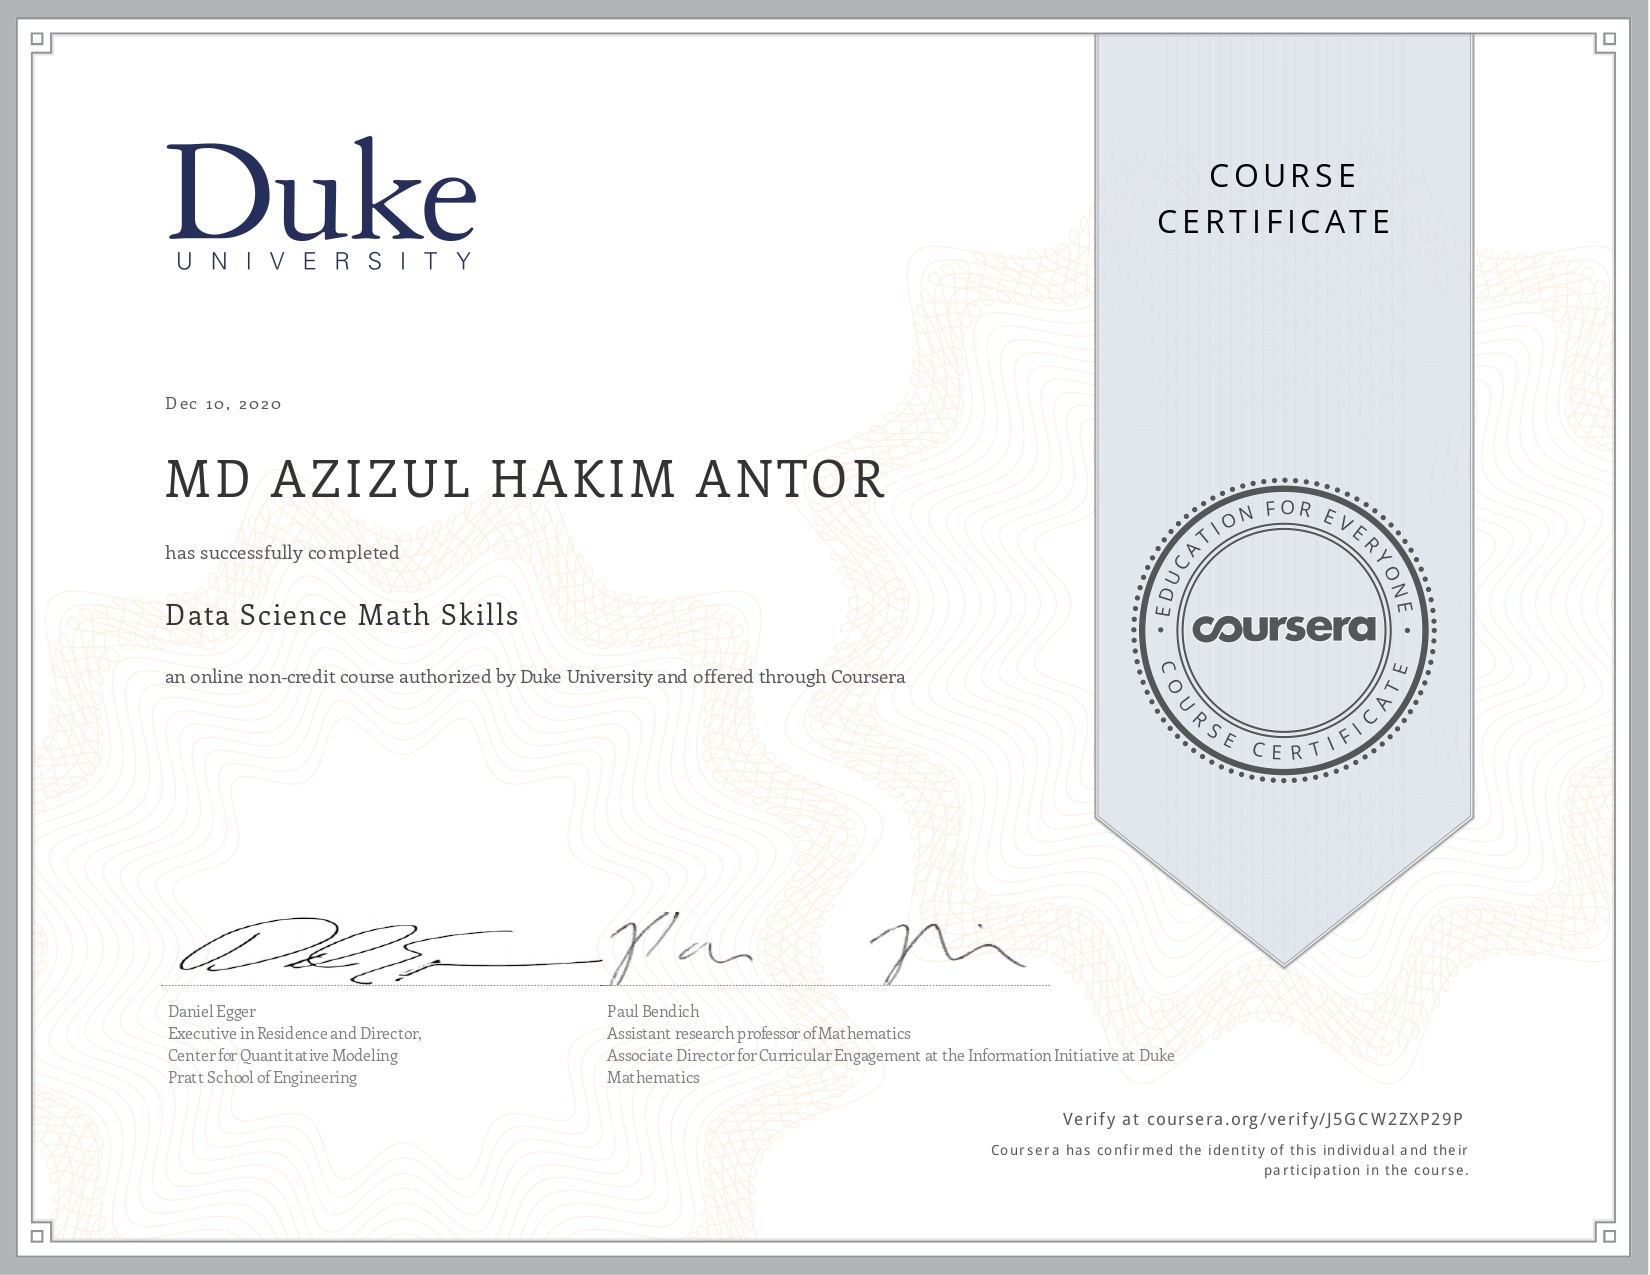 Duke
UNIVERSITY
COURSE
CERTIFICATE
Dec 10, 2020
MD AZIZUL HAKIM ANTOR
has successfully completed
Data Science Math Skills
an online non-credit course authorized by Duke University and offered through Coursera
EDUCATION FOR EVERYONE
coursera
COURSE CERTIFICATE
Daniel Egger
Executive in Residence and Director,
Center for Quantitative Modeling
Pratt School of Engineering
Paul Bendich
Assistant research professor of Mathematics
Associate Director for Curricular Engagement at the Information Initiative at Duke
Mathematics
Verify at coursera.org/verify/J5GCW2ZXP29P
Coursera has confirmed the identity of this individual and their
participation in the course.